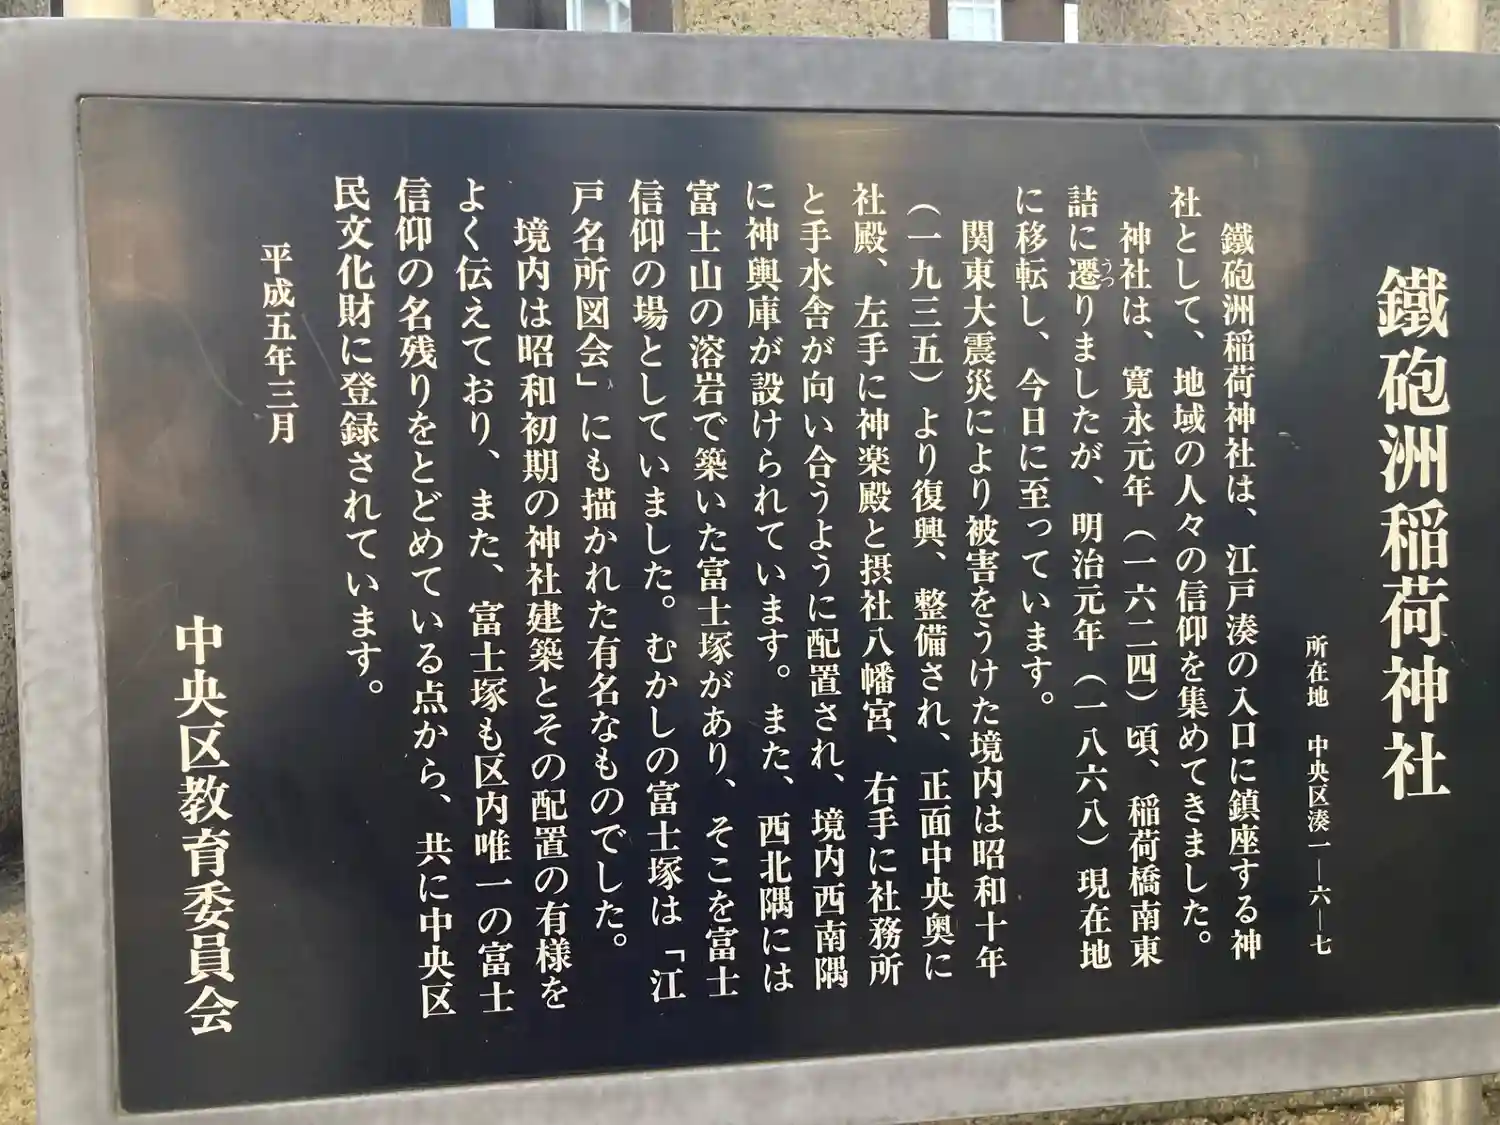 鐵砲洲稲荷神社
所在地 中央区湊一—六—七
鐵砲洲稲荷神社は、江戸湊の入口に鎮座する神
社として、地域の人々の信仰を集めてきました。
神社は、寛永元年（一六二四）頃、稲荷橋南東
詰に遷りましたが、明治元年（一八六八）現在地
うつ
に移転し、今日に至っています。
関東大震災により被害をうけた境内は昭和十年
（一九三五）より復興、整備され、正面中央奥に
社殿、左手に神楽殿と摂社八幡宮、右手に社務所
と手水舎が向い合うように配置され、境内西南隅
に神輿庫が設けられています。また、西北隅には
富士山の溶岩で築いた富士塚があり、そこを富士
信仰の場としていました。むかしの富士塚は「江
戸名所図会」にも描かれた有名なものでした。
境内は昭和初期の神社建築とその配置の有様を
よく伝えており、また、富士塚も区内唯一の富士
信仰の名残りをとどめている点から、共に中央区
民文化財に登録されています。
平成五年三月
中央区教育委員会